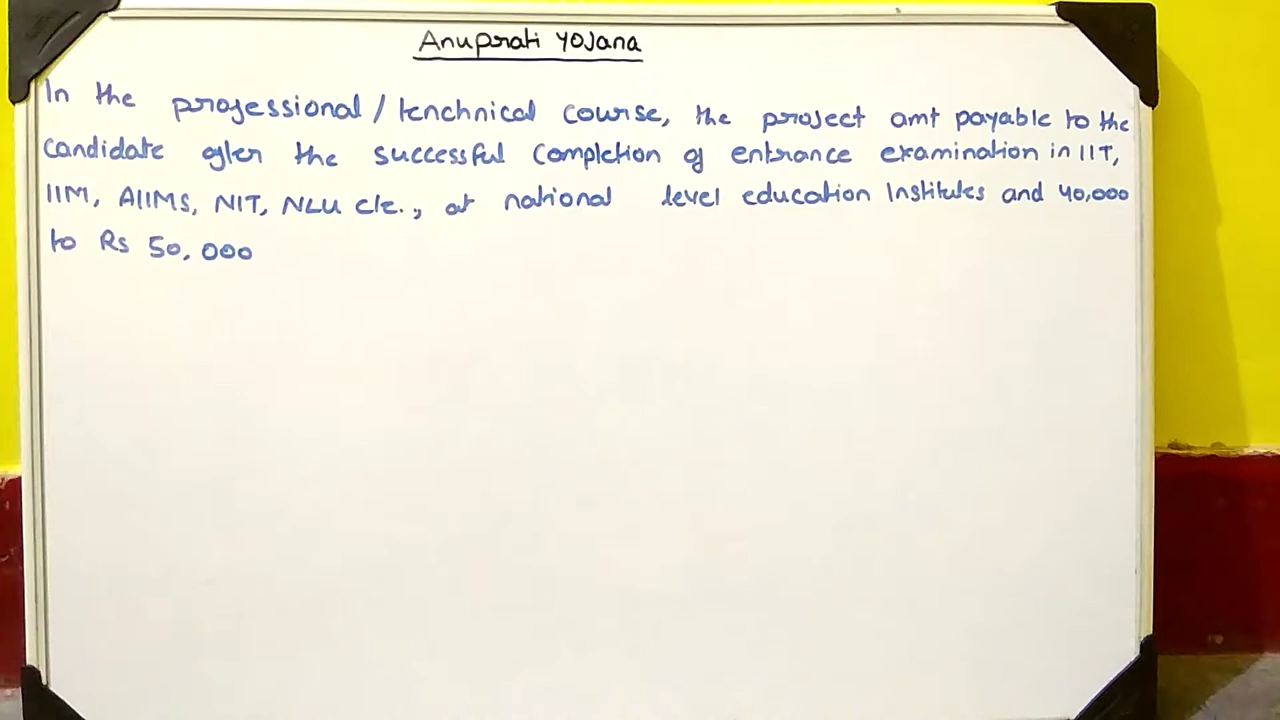 Anuprati Yojana
In the professional / tenchnical course, the project amt payable to the
candidate after the successful completion of entrance examination in IIT,
IIM, AIIMS, NIT, NLU etc., at national level education Institutes and 40,000
to Rs 50,000